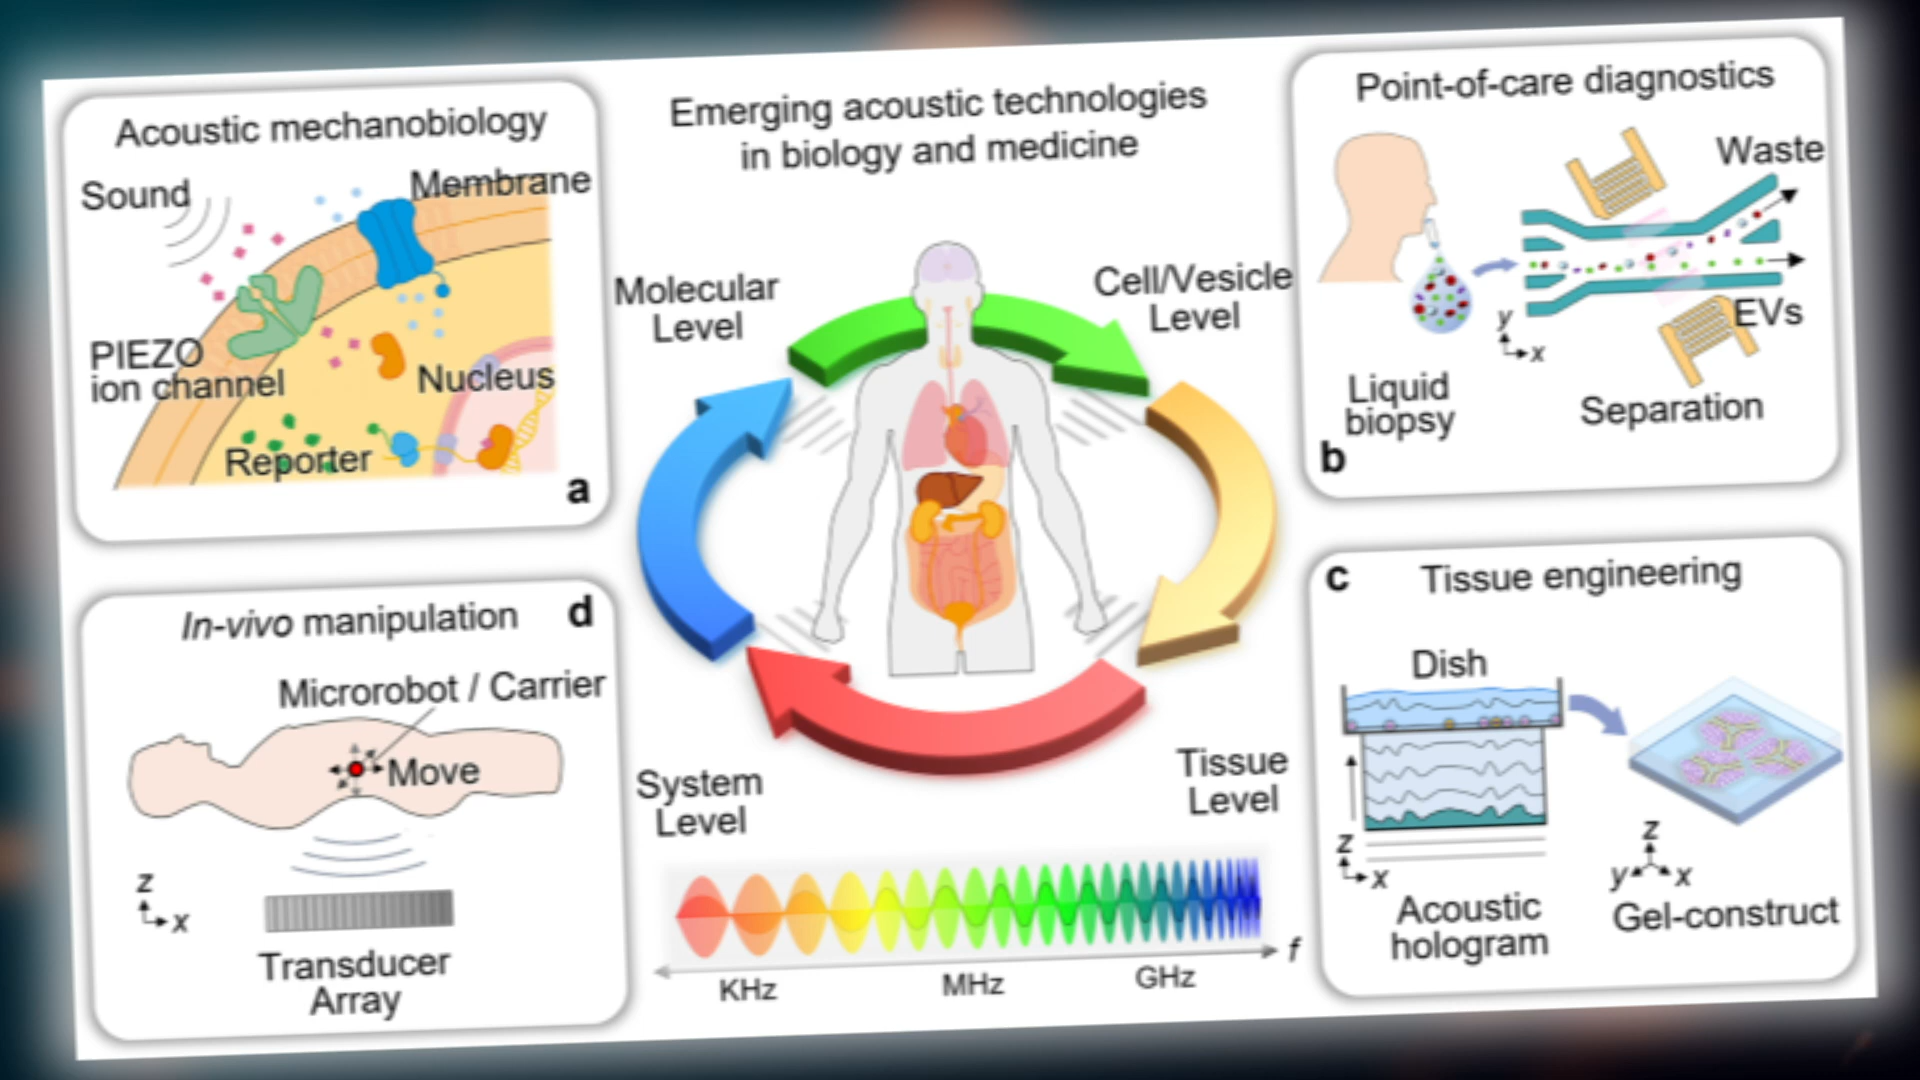 Emerging acoustic technologies
in biology and medicine
Acoustic mechanobiology
Sound
Membrane
PIEZO
ion channel
Nucleus
Reporter
a
Point-of-care diagnostics
Waste
EVs
y
x
Liquid
biopsy
Separation
b
Molecular
Level
Cell/Vesicle
Level
System
Level
Tissue
Level
KHz
MHz
GHz
f
In-vivo manipulation
d
Microrobot / Carrier
Move
z
x
Transducer
Array
c
Tissue engineering
Dish
z
x
Acoustic
hologram
z
y
x
Gel-construct